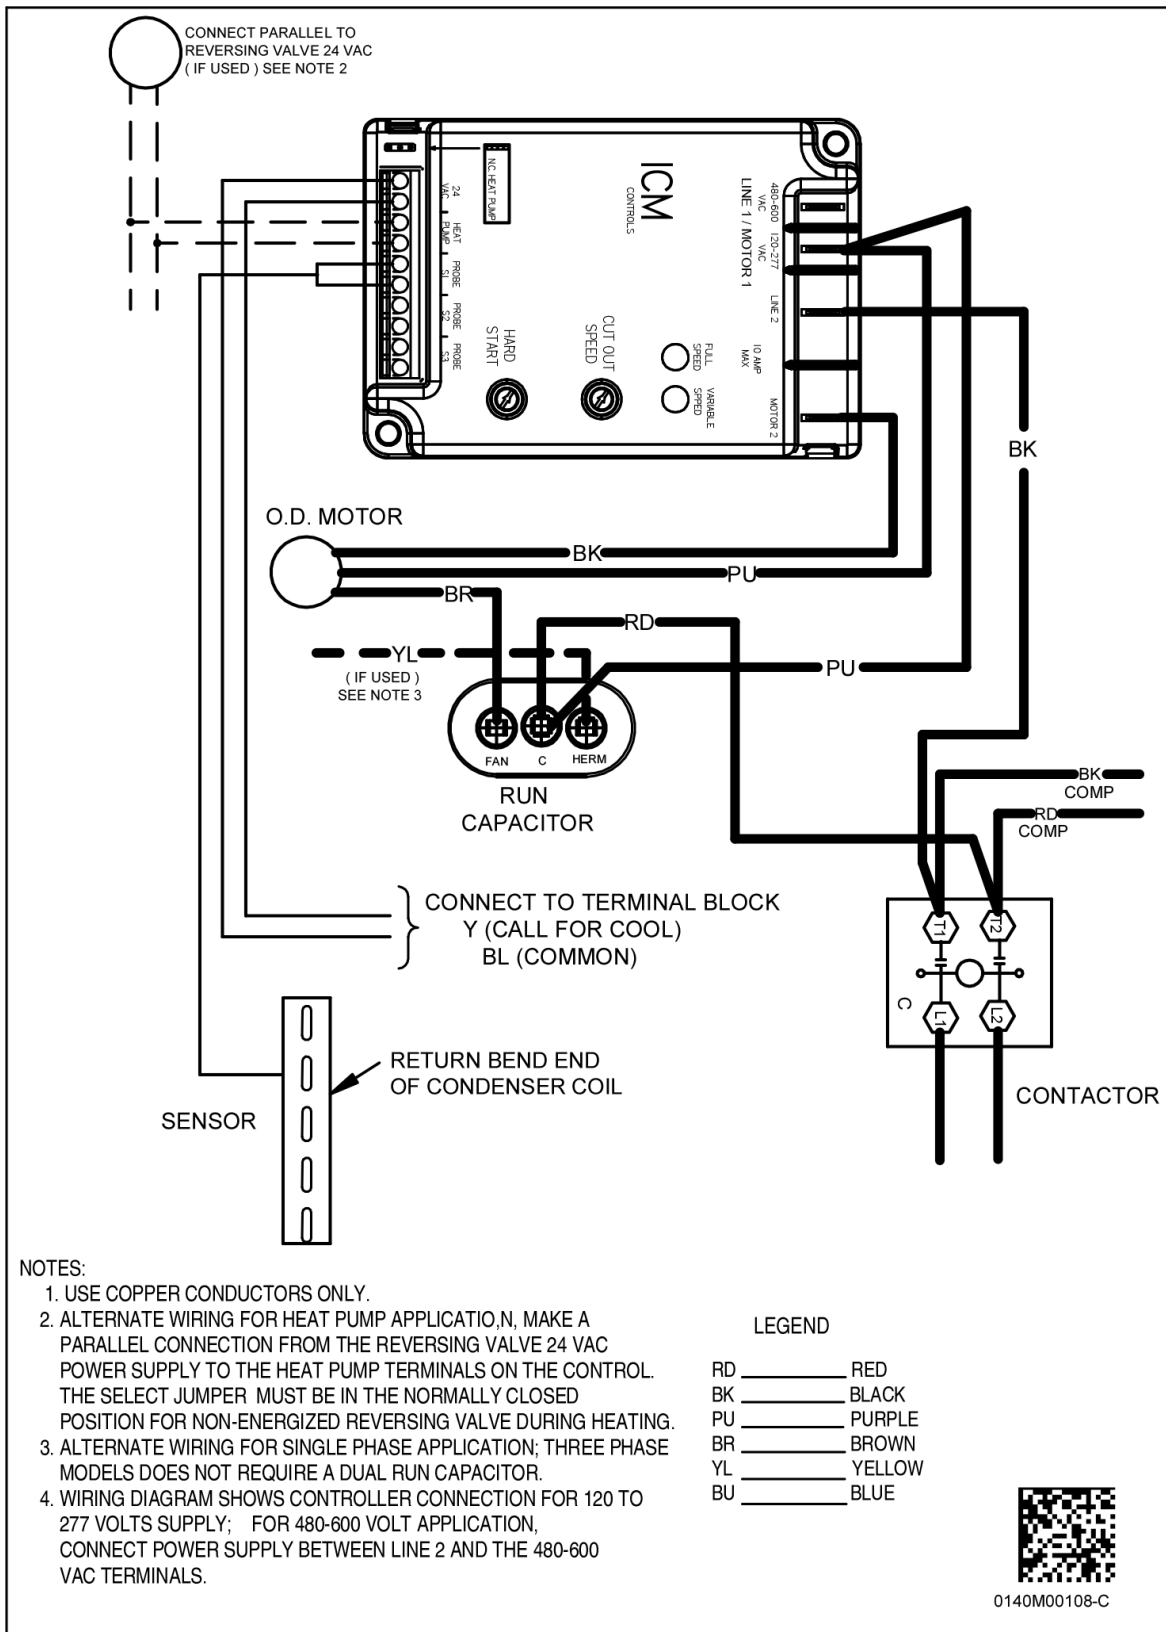 CONNECT PARALLEL TO
REVERSING VALVE 24 VAC
( IF USED ) SEE NOTE 2
N.C. HEAT PUMP
24
VAC
HEAT
PUMP
PROBE
S1
PROBE
S2
PROBE
S3
ICM
CONTROLS
HARD
START
CUT OUT
SPEED
FULL
SPEED
VARIABLE
SPPED
480-600
VAC
120-277
VAC
LINE 1 / MOTOR 1
LINE 2
10 AMP
MAX
MOTOR 2
BK
O.D. MOTOR
BK
PU
BR
RD
YL
( IF USED )
SEE NOTE 3
PU
FAN
C
HERM
RUN
CAPACITOR
BK
COMP
RD
COMP
CONNECT TO TERMINAL BLOCK
Y (CALL FOR COOL)
BL (COMMON)
T1
T2
C
L1
L2
CONTACTOR
RETURN BEND END
OF CONDENSER COIL
SENSOR
NOTES:
1. USE COPPER CONDUCTORS ONLY.
2. ALTERNATE WIRING FOR HEAT PUMP APPLICATIO,N, MAKE A
PARALLEL CONNECTION FROM THE REVERSING VALVE 24 VAC
POWER SUPPLY TO THE HEAT PUMP TERMINALS ON THE CONTROL.
THE SELECT JUMPER MUST BE IN THE NORMALLY CLOSED
POSITION FOR NON-ENERGIZED REVERSING VALVE DURING HEATING.
3. ALTERNATE WIRING FOR SINGLE PHASE APPLICATION; THREE PHASE
MODELS DOES NOT REQUIRE A DUAL RUN CAPACITOR.
4. WIRING DIAGRAM SHOWS CONTROLLER CONNECTION FOR 120 TO
277 VOLTS SUPPLY; FOR 480-600 VOLT APPLICATION,
CONNECT POWER SUPPLY BETWEEN LINE 2 AND THE 480-600
VAC TERMINALS.
LEGEND
RD __________ RED
BK __________ BLACK
PU __________ PURPLE
BR __________ BROWN
YL __________ YELLOW
BU __________ BLUE
0140M00108-C